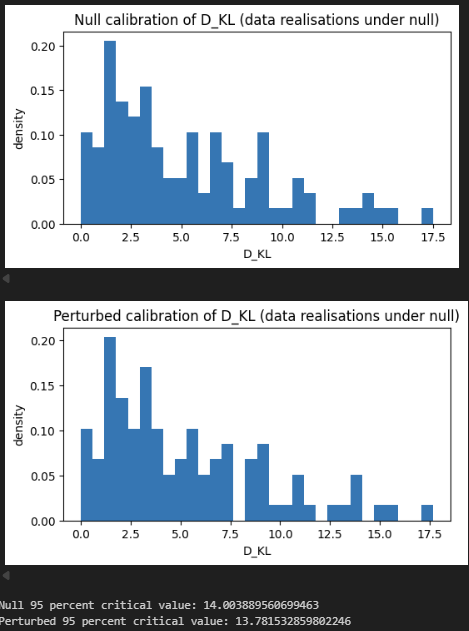 Null calibration of D_KL (data realisations under null)
0.20
0.15
0.10
0.05
0.00
density
0.0 2.5 5.0 7.5 10.0 12.5 15.0 17.5
D_KL
Perturbed calibration of D_KL (data realisations under null)
0.20
0.15
0.10
0.05
0.00
density
0.0 2.5 5.0 7.5 10.0 12.5 15.0 17.5
D_KL
Null 95 percent critical value: 14.003889560699463
Perturbed 95 percent critical value: 13.781532859802246